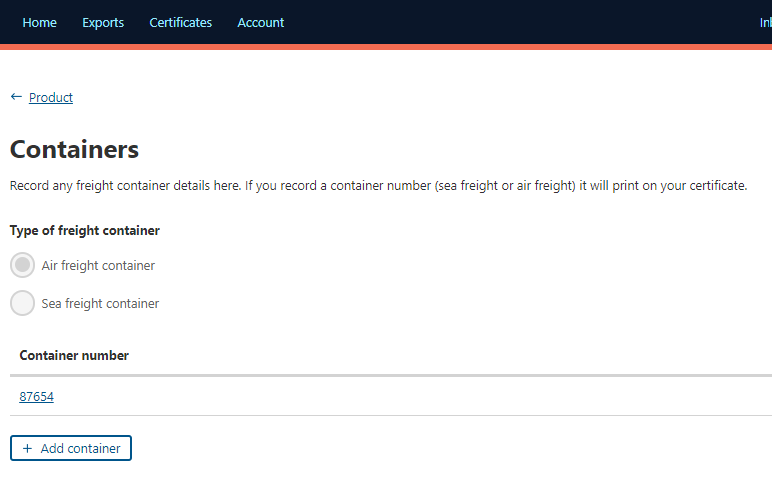 Home Exports Certificates Account
← Product
Containers
Record any freight container details here. If you record a container number (sea freight or air freight) it will print on your certificate.
Type of freight container
Air freight container
Sea freight container
Container number
87654
+ Add container